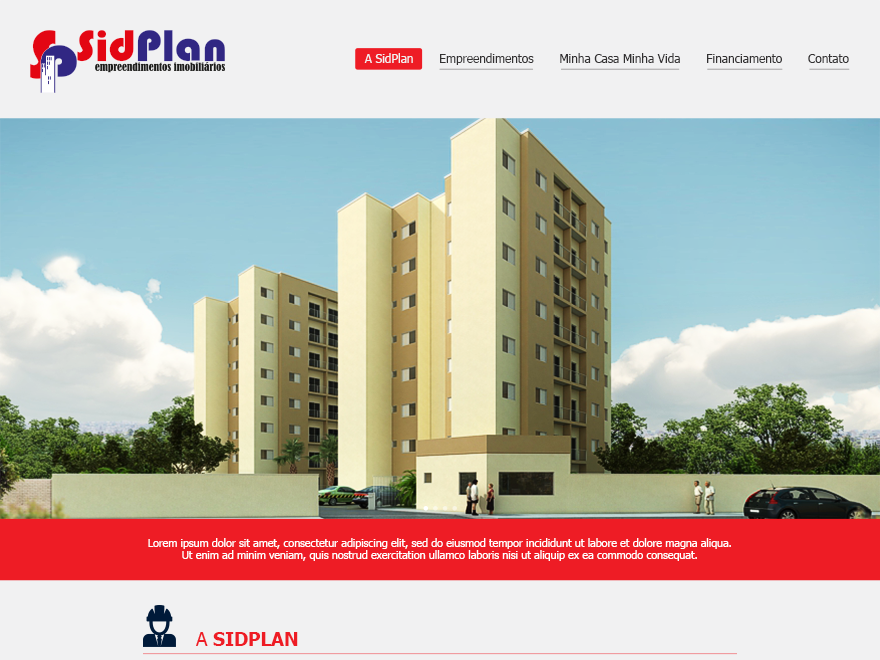 SidPlan
empreendimentos imobiliários
A SidPlan Empreendimentos Minha Casa Minha Vida Financiamento Contato
Lorem ipsum dolor sit amet, consectetur adipiscing elit, sed do eiusmod tempor incididunt ut labore et dolore magna aliqua.
Ut enim ad minim veniam, quis nostrud exercitation ullamco laboris nisi ut aliquip ex ea commodo consequat.
A SIDPLAN